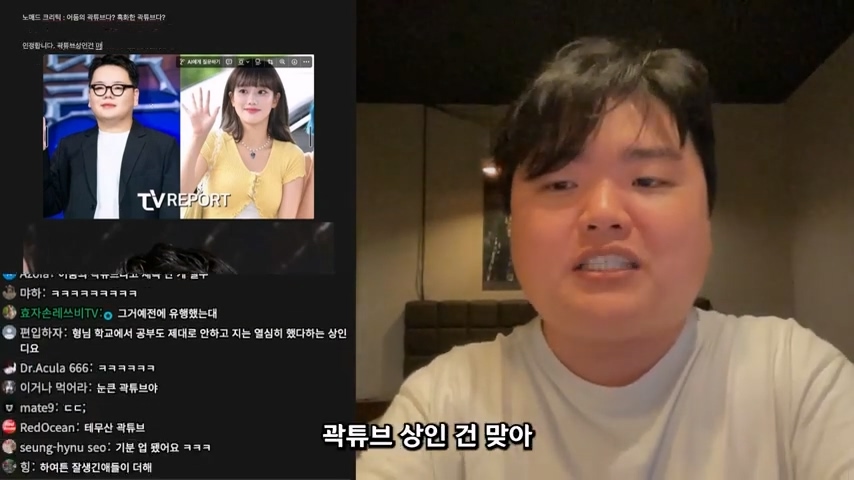 노매드 크리틱 : 어둠의 곽튜브다? 흑화한 곽튜브다?
인정합니다. 곽튜브상인건 마
AI에게 질문하기
TV REPORT
먀하: ㅋㅋㅋㅋㅋㅋㅋㅋㅋ
효자손레쓰비TV: 그거예전에 유행했는대
편입하자: 형님 학교에서 공부도 제대로 안하고 지는 열심히 했다하는 상인
디요
Dr.Acula 666: ㅋㅋㅋㅋㅋㅋ
이거나 먹어라: 눈큰 곽튜브야
mate9: ㄷㄷ;
RedOcean: 테무산 곽튜브
seung-hynu seo: 기분 업 됐어요 ㅋㅋㅋ
힘: 하여튼 잘생긴애들이 더해
곽튜브 상인 건 맞아